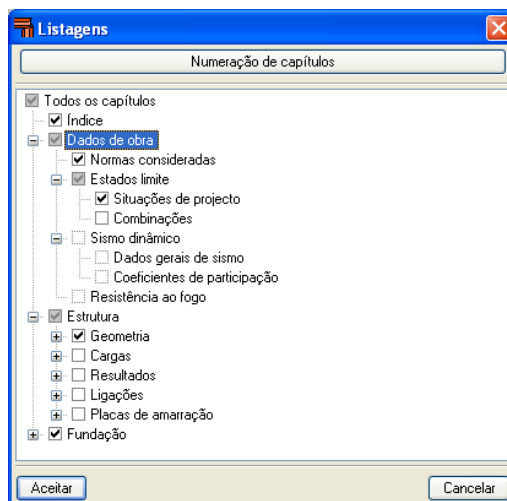 Listagens
Numeração de capítulos
Todos os capítulos
Índice
Dados de obra
Normas consideradas
Estados limite
Situações de projecto
Combinações
Sismo dinâmico
Dados gerais de sismo
Coeficientes de participação
Resistência ao fogo
Estrutura
Geometria
Cargas
Resultados
Ligações
Placas de amarração
Fundação
Aceitar Cancelar